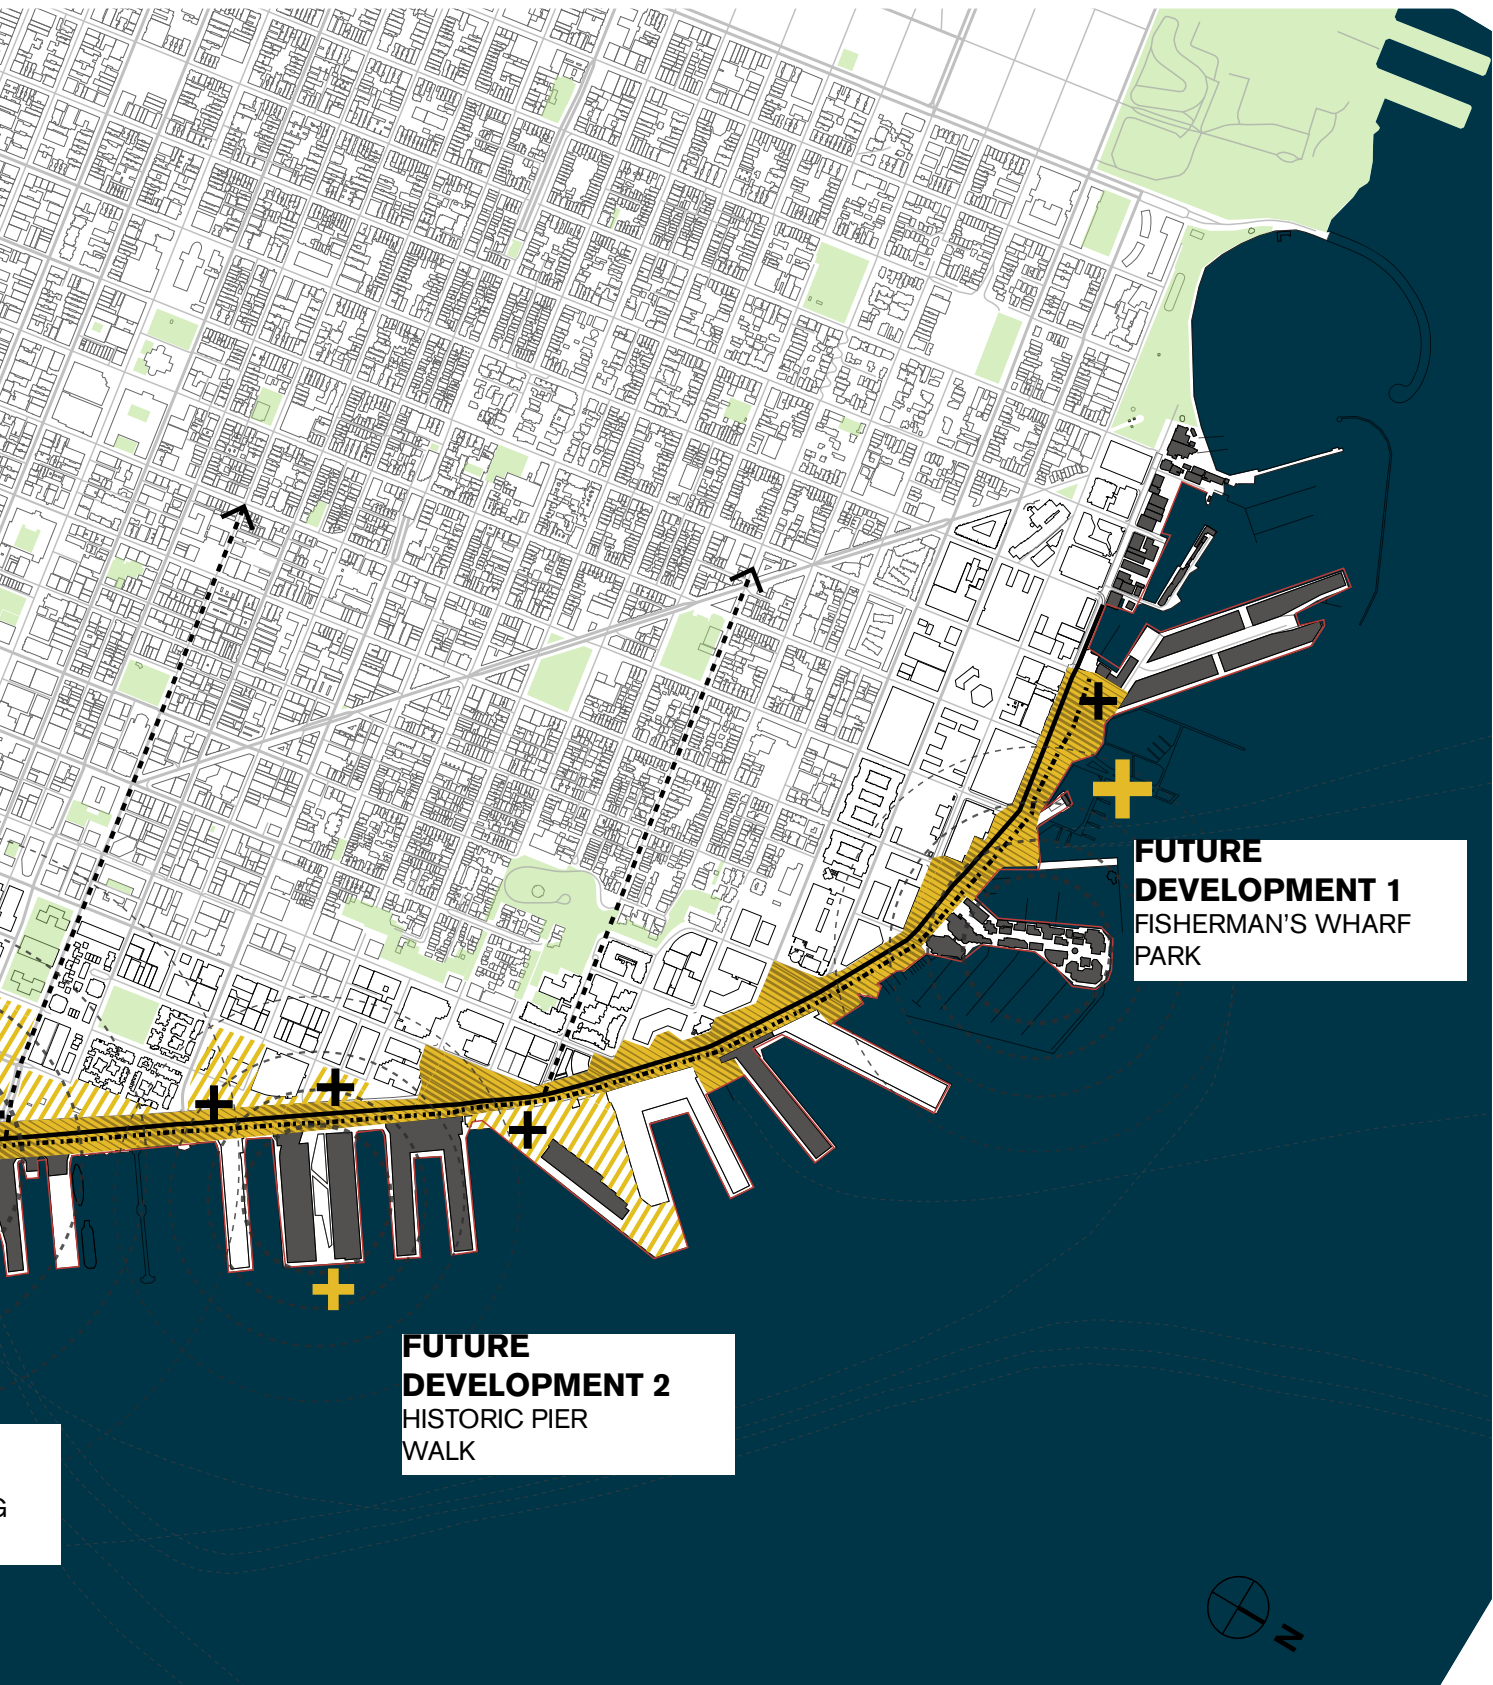 FUTURE
DEVELOPMENT 1
FISHERMAN'S WHARF
PARK
FUTURE
DEVELOPMENT 2
HISTORIC PIER
WALK
G
N